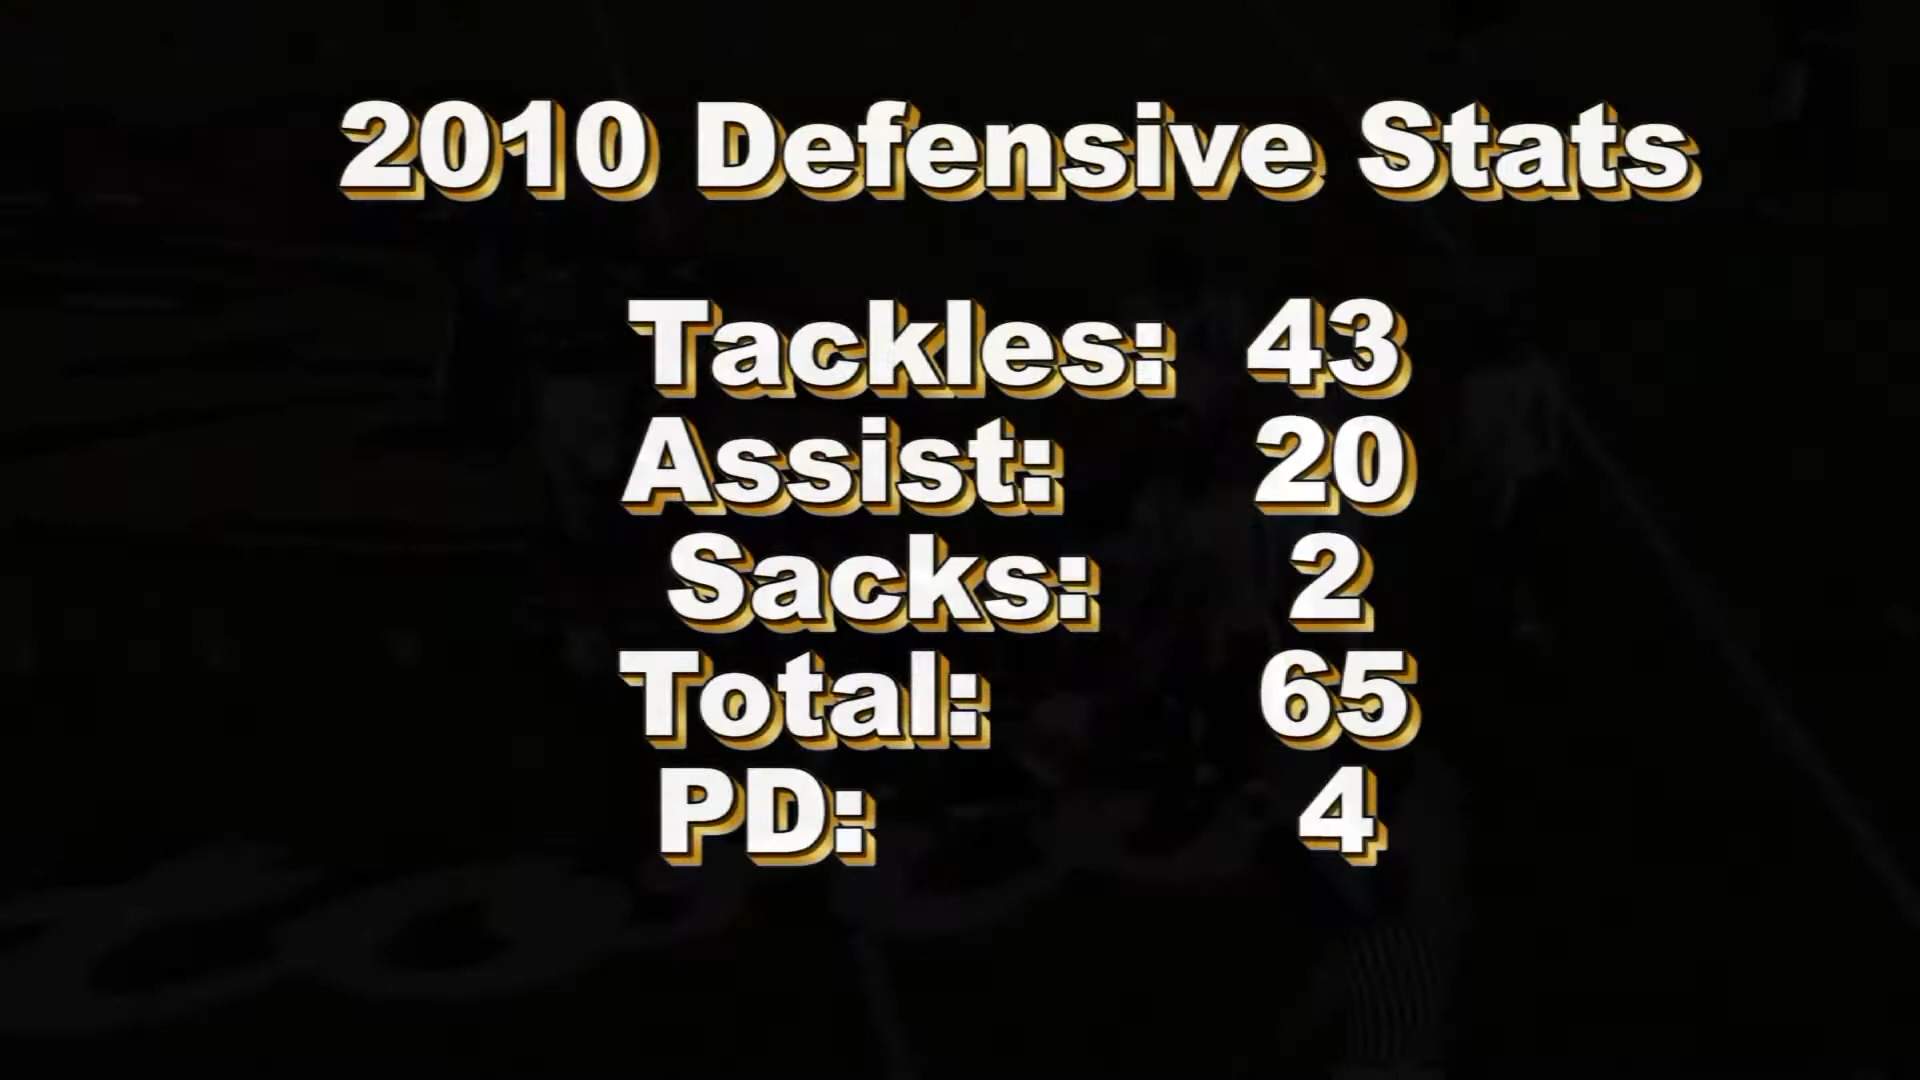 2010 Defensive Stats
Tackles: 43
Assist: 20
Sacks: 2
Total: 65
PD: 4